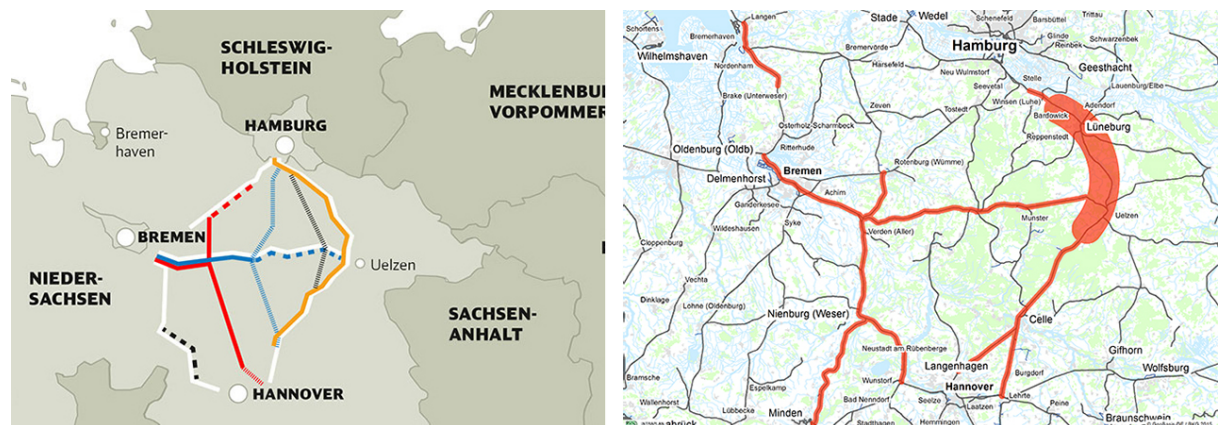 SCHLESWIG-
HOLSTEIN
MECKLENBU
VORPOMMER
HAMBURG
Bremer-
haven
BREMEN
Uelzen
NIEDER-
SACHSEN
SACHSEN-
ANHALT
HANNOVER
Langen
Stade
Wedel
Schenefeld
Barsbüttel
Trittau
Schortens
Bremerhaven
Hamburg
Glinde
Reinbek
Schwarzenbek
Wilhelmshaven
Nordenham
Bremervörde
Harsefeld
Neu Wulmstorf
Geesthacht
Stelle
Seevetal
Lauenburg/Elbe
Brake (Unterweser)
Zeven
Tostedt
Winsen (Luhe)
Adendorf
Bardowick
Lüneburg
Reppenstedt
Osterholz-Scharmbeck
Oldenburg (Oldb)
Ritterhude
Bremen
Rotenburg (Wümme)
Delmenhorst
Achim
Ganderkesee
Syke
Munster
Uelzen
Wildeshausen
Verden (Aller)
Cloppenburg
Vechta
Dinklage
Lohne (Oldenburg)
Nienburg (Weser)
Celle
Neustadt am Rübenberge
Gifhorn
Langenhagen
Wolfsburg
Bramsche
Espelkamp
Wunstorf
Hannover
Burgdorf
Wallenhorst
Lübbecke
Bad Nenndorf
Seelze
Lehrte
Laatzen
Peine
Minden
Stadthagen
Hemmingen
Braunschweig